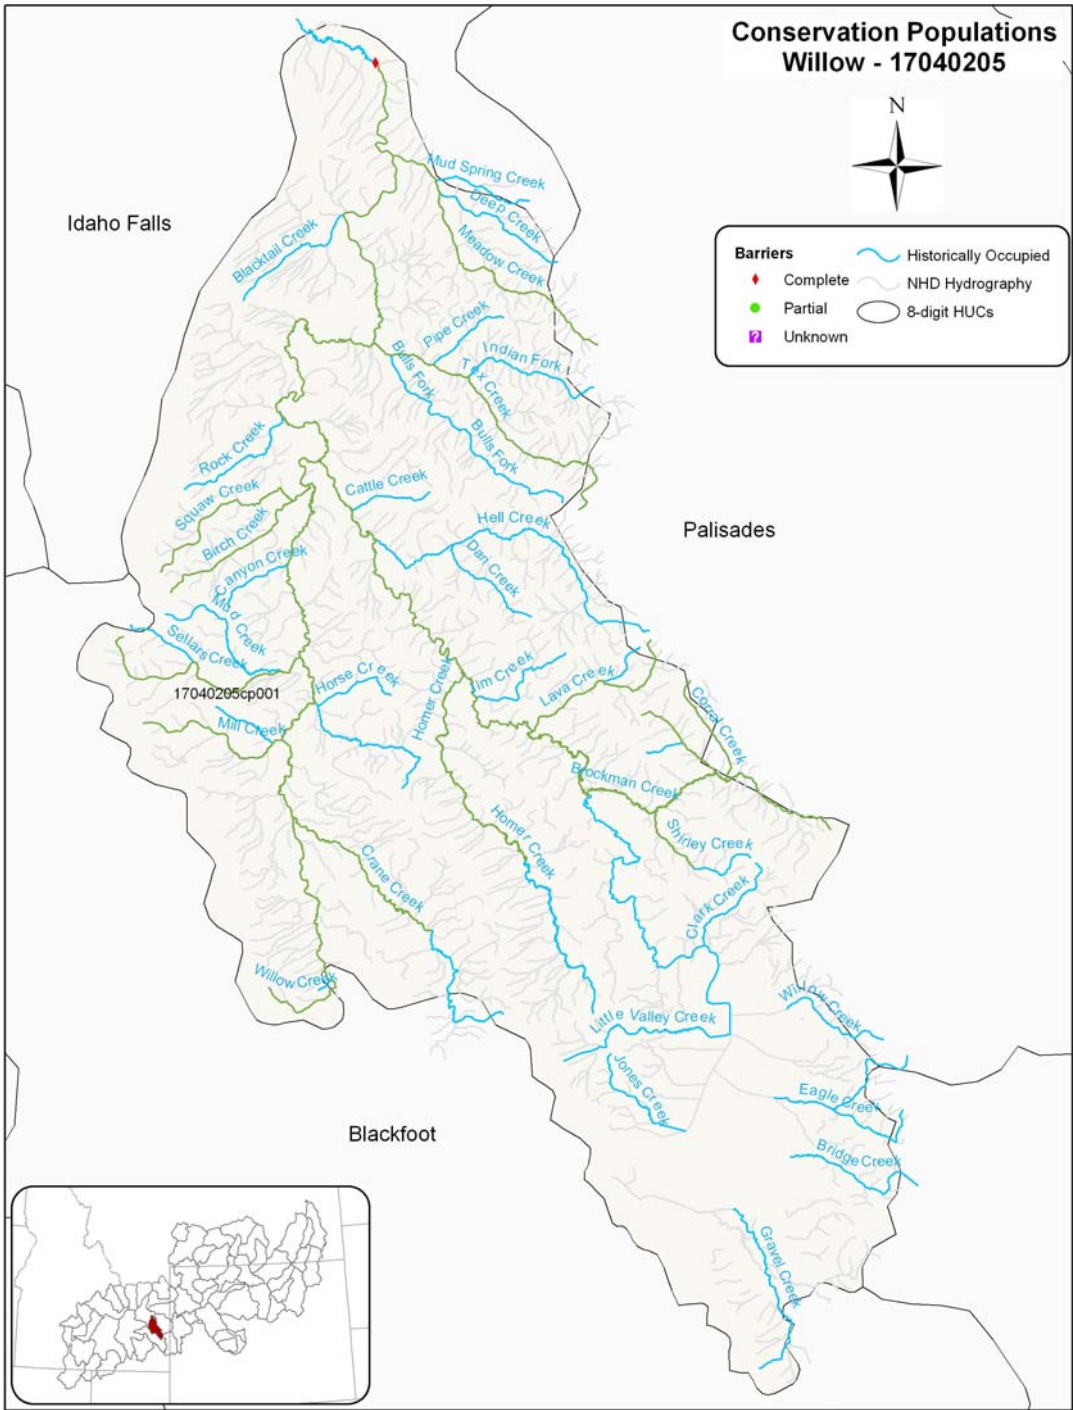 Conservation Populations
Willow - 17040205
N
Idaho Falls
Mud Spring Creek
Deep Creek
Blacktail Creek
Meadow Creek
Barriers
Complete
Partial
Unknown
Historically Occupied
NHD Hydrography
8-digit HUCs
Pipe Creek
Indian Fork
Bulls Fork
Tex Creek
Rock Creek
Bulls Fork
Cattle Creek
Squaw Creek
Hell Creek
Palisades
Birch Creek
Dan Creek
Canyon Creek
Mud Creek
Sellars Creek
Horse Creek
Homer Creek
Tim Creek
Lava Creek
17040205cp001
Corral Creek
Mill Creek
Brockman Creek
Homer Creek
Shirley Creek
Crane Creek
Clark Creek
Willow Creek
Willow Creek
Little Valley Creek
Jones Creek
Eagle Creek
Blackfoot
Bridge Creek
Gravel Creek